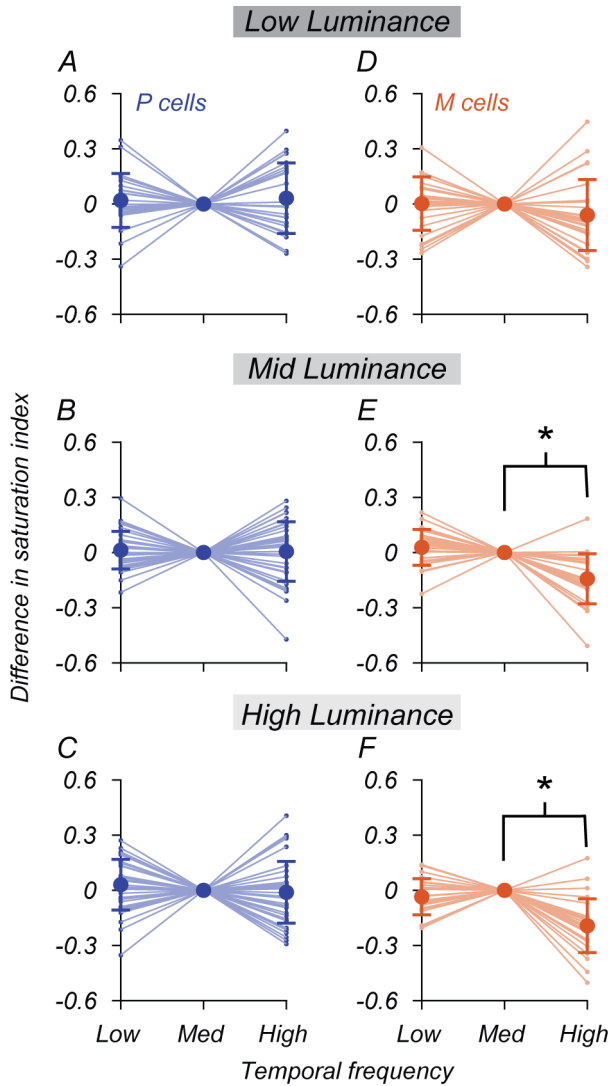 Low Luminance
A
D
P cells
M cells
0.6
0.3
0
-0.3
-0.6
0.6
0.3
0
-0.3
-0.6
Mid Luminance
B
E
0.6
0.3
0
-0.3
-0.6
0.6
0.3
0
-0.3
-0.6
*
Difference in saturation index
High Luminance
C
F
0.6
0.3
0
-0.3
-0.6
0.6
0.3
0
-0.3
-0.6
*
Low Med High
Low Med High
Temporal frequency